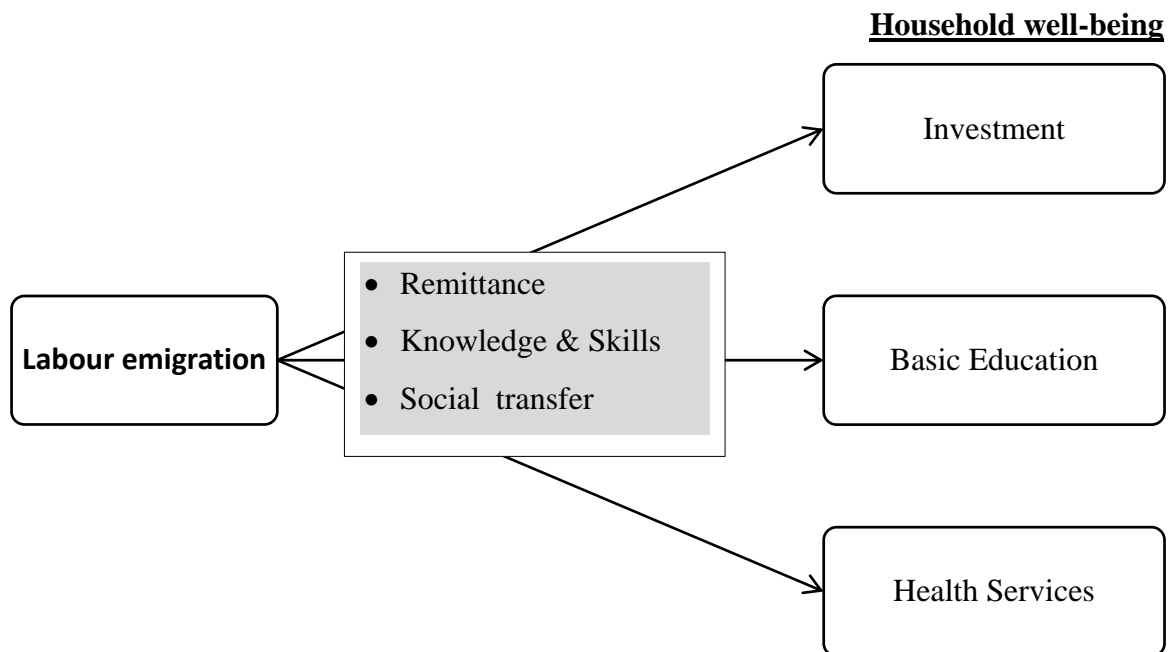 Household well-being
Investment
• Remittance
• Knowledge & Skills
• Social transfer
Labour emigration
Basic Education
Health Services